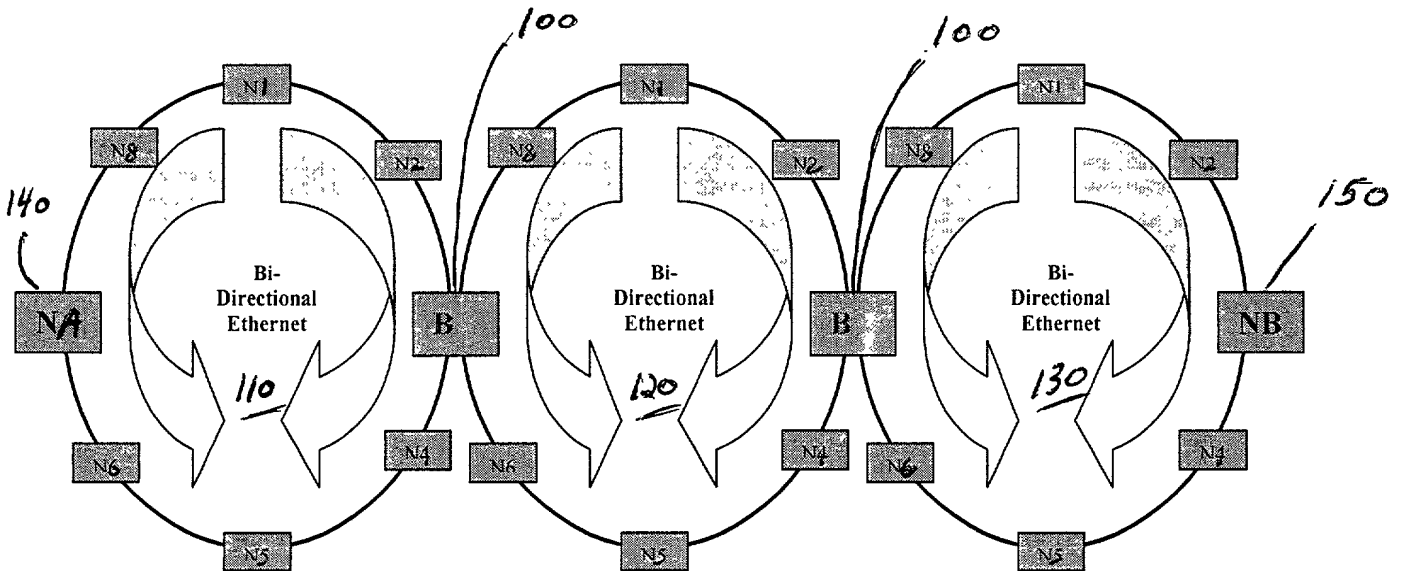 100
100
N1
N1
N1
N8
N2
N8
N2
N8
N2
140
150
Bi-
Directional
Ethernet
Bi-
Directional
Ethernet
Bi-
Directional
Ethernet
NA
B
B
NB
110
120
130
N6
N4
N6
N4
N6
N4
N5
N5
N5